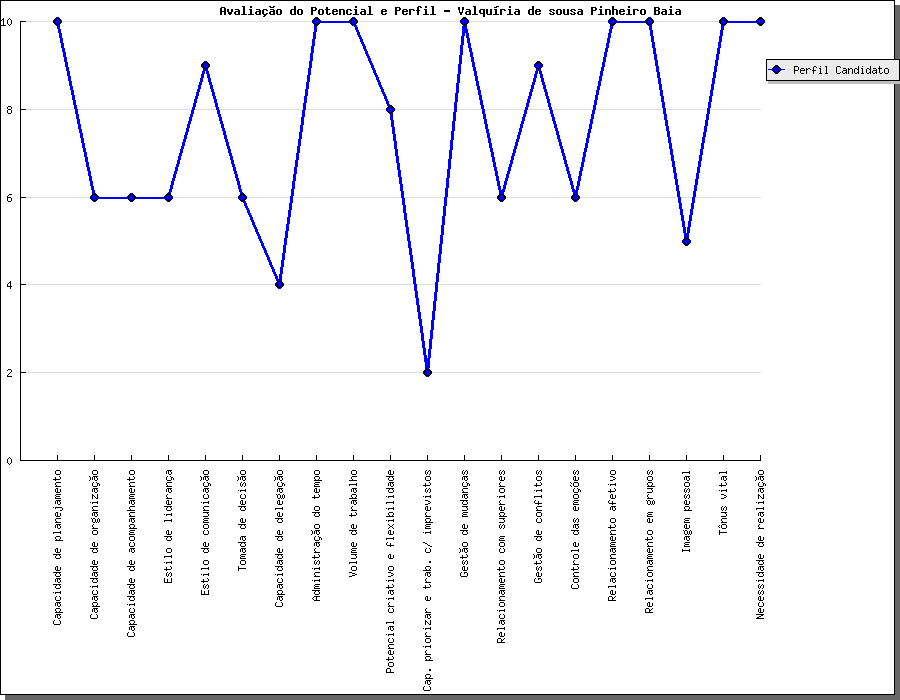 Avaliação do Potencial e Perfil - Valquíria de sousa Pinheiro Baia
10
8
6
4
2
0
Perfil Candidato
Capacidade de planejamento
Capacidade de organização
Capacidade de acompanhamento
Estilo de liderança
Estilo de comunicação
Tomada de decisão
Capacidade de delegação
Administração do tempo
Volume de trabalho
Potencial criativo e flexibilidade
Cap. priorizar e trab. c/ imprevistos
Gestão de mudanças
Relacionamento com superiores
Gestão de conflitos
Controle das emoções
Relacionamento afetivo
Relacionamento em grupos
Imagem pessoal
Tônus vital
Necessidade de realização